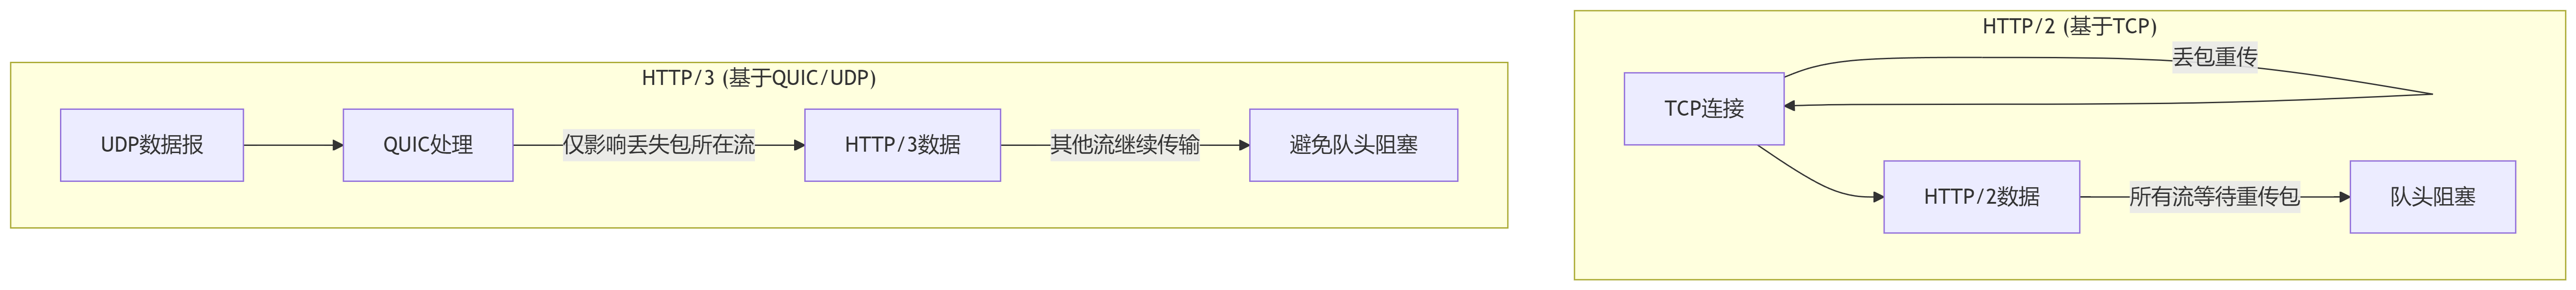 HTTP/3 (基于QUIC/UDP)
UDP数据报
QUIC处理
仅影响丢失包所在流
HTTP/3数据
其他流继续传输
避免队头阻塞
HTTP/2 (基于TCP)
丢包重传
TCP连接
HTTP/2数据
所有流等待重传包
队头阻塞